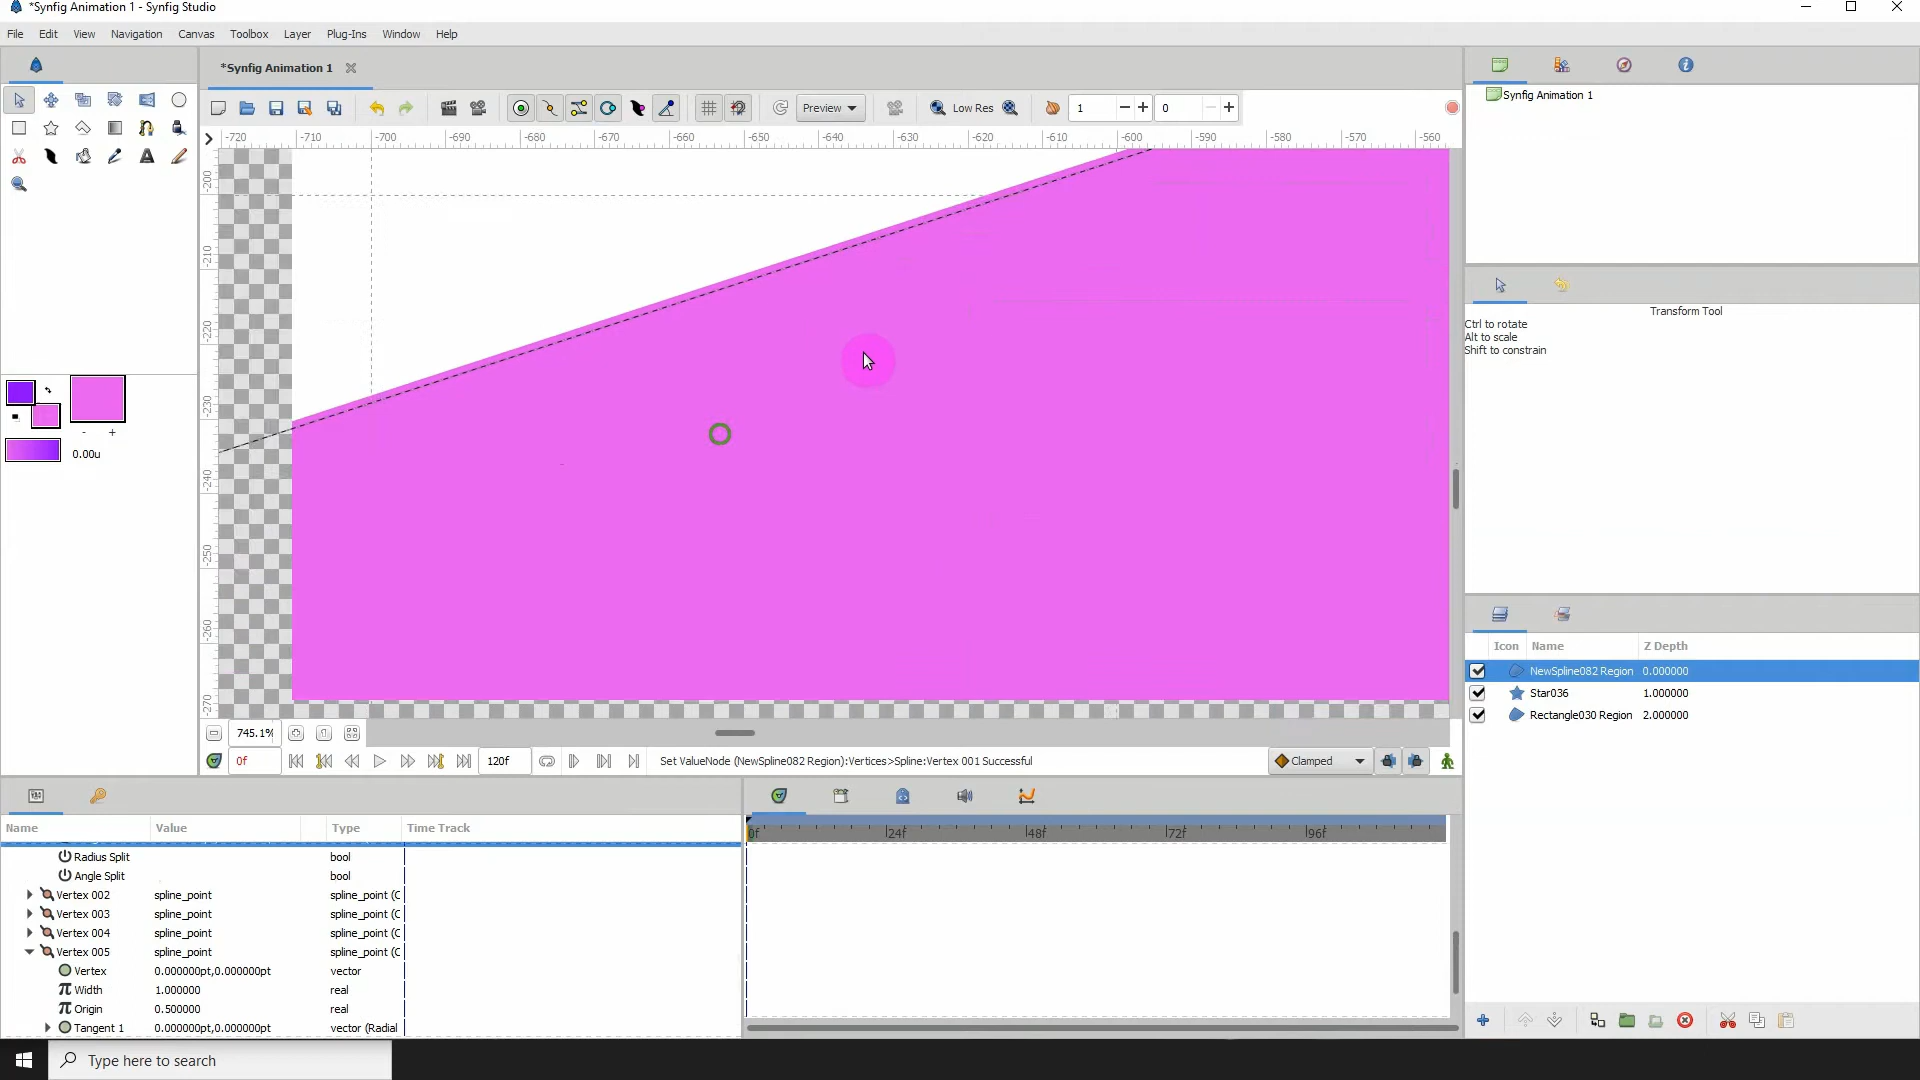 *Synfig Animation 1 - Synfig Studio
File Edit View Navigation Canvas Toolbox Layer Plug-Ins Window Help
*Synfig Animation 1
Preview Low Res 1 0
-720 -710 -700 -690 -680 -670 -660 -650 -640 -630 -620 -610 -600 -590 -580 -570 -560
-200
-210
-220
-230
-240
-250
-260
-270
- +
0.00u
Synfig Animation 1
Transform Tool
Ctrl to rotate
Alt to scale
Shift to constrain
Icon Name Z Depth
NewSpline082 Region 0.000000
Star036 1.000000
Rectangle030 Region 2.000000
745.1%
0f 120f Set ValueNode (NewSpline082 Region):Vertices>Spline:Vertex 001 Successful Clamped
Name Value Type Time Track
0f 24f 48f 72f 96f
Radius Split bool
Angle Split bool
Vertex 002 spline_point spline_point (C
Vertex 003 spline_point spline_point (C
Vertex 004 spline_point spline_point (C
Vertex 005 spline_point spline_point (C
Vertex 0.000000pt,0.000000pt vector
Width 1.000000 real
Origin 0.500000 real
Tangent 1 0.000000pt,0.000000pt vector (Radial
Type here to search